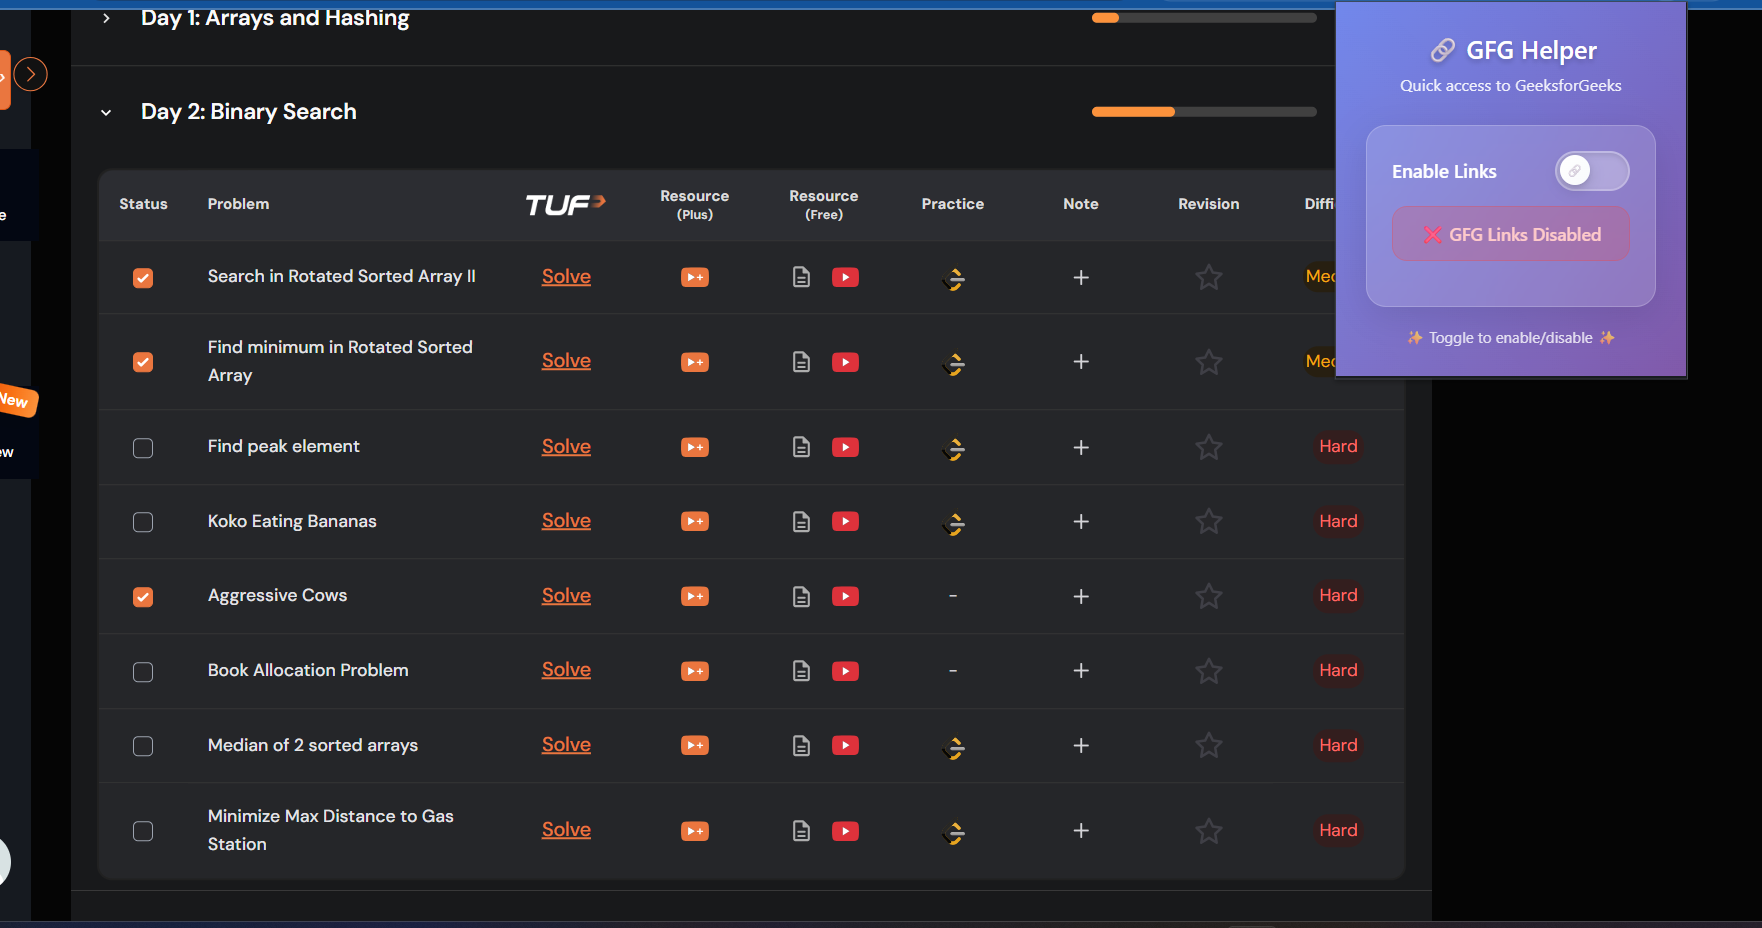 Day 1: Arrays and Hashing
Day 2: Binary Search
Status Problem TUF Resource (Plus) Resource (Free) Practice Note Revision Diffi
Search in Rotated Sorted Array II Solve Med
Find minimum in Rotated Sorted
Array
Solve Med
Find peak element Solve Hard
Koko Eating Bananas Solve Hard
Aggressive Cows Solve - Hard
Book Allocation Problem Solve - Hard
Median of 2 sorted arrays Solve Hard
Minimize Max Distance to Gas
Station
Solve Hard
GFG Helper
Quick access to GeeksforGeeks
Enable Links
GFG Links Disabled
Toggle to enable/disable
e
New
ew